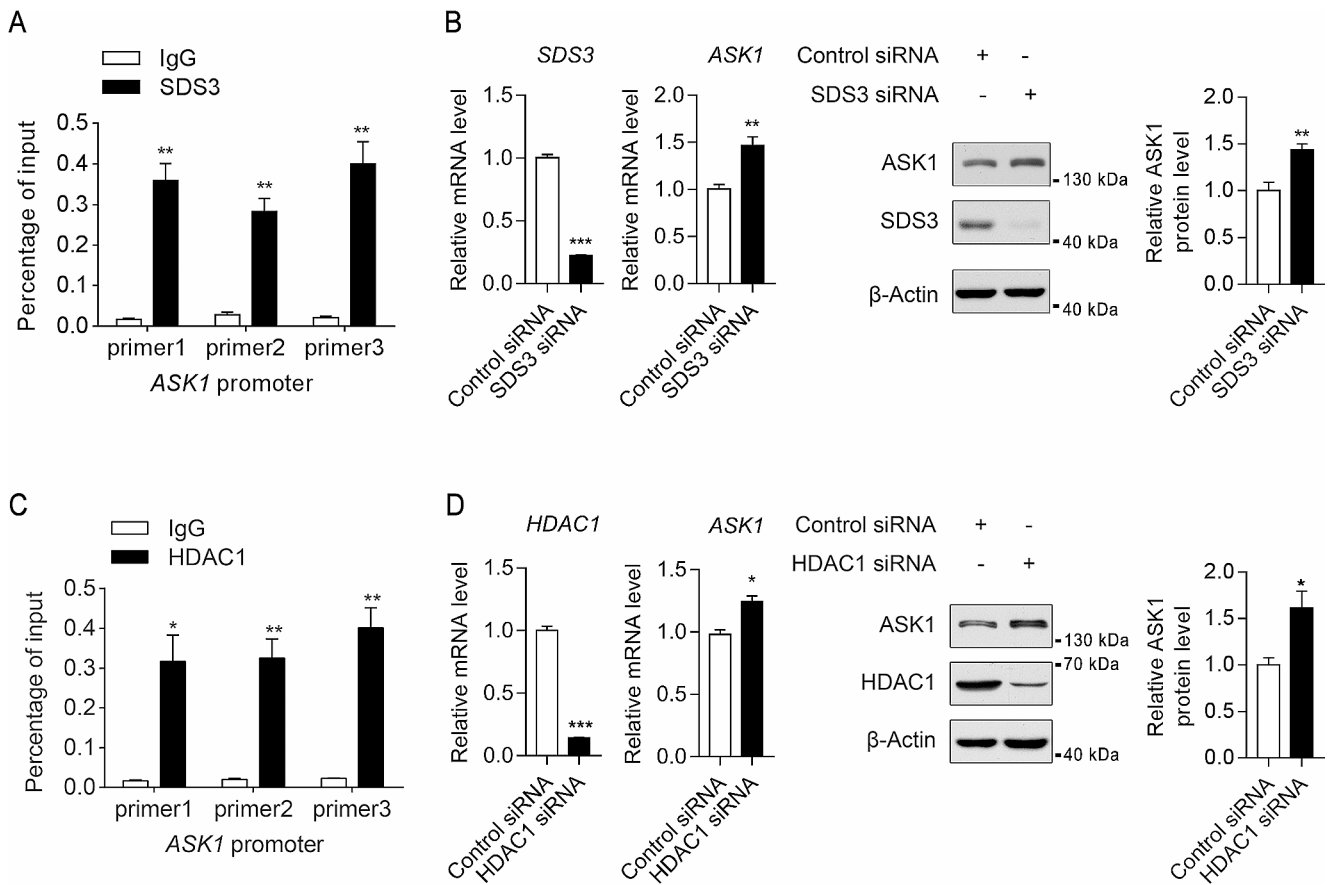 A
IgG
SDS3
Percentage of input
0.5
0.4
0.3
0.2
0.1
0.0
**
**
**
primer1 primer2 primer3
ASK1 promoter
B
SDS3
Relative mRNA level
1.5
1.0
0.5
0.0
***
Control siRNA
SDS3 siRNA
ASK1
Relative mRNA level
2.0
1.5
1.0
0.5
0.0
**
Control siRNA
SDS3 siRNA
Control siRNA + -
SDS3 siRNA - +
ASK1
130 kDa
SDS3
40 kDa
β-Actin
40 kDa
Relative ASK1
protein level
2.0
1.5
1.0
0.5
0.0
**
Control siRNA
SDS3 siRNA
C
IgG
HDAC1
Percentage of input
0.5
0.4
0.3
0.2
0.1
0.0
*
**
**
primer1 primer2 primer3
ASK1 promoter
D
HDAC1
Relative mRNA level
1.5
1.0
0.5
0.0
***
Control siRNA
HDAC1 siRNA
ASK1
Relative mRNA level
1.5
1.0
0.5
0.0
*
Control siRNA
HDAC1 siRNA
Control siRNA + -
HDAC1 siRNA - +
ASK1
130 kDa
70 kDa
HDAC1
β-Actin
40 kDa
Relative ASK1
protein level
2.0
1.5
1.0
0.5
0.0
*
Control siRNA
HDAC1 siRNA